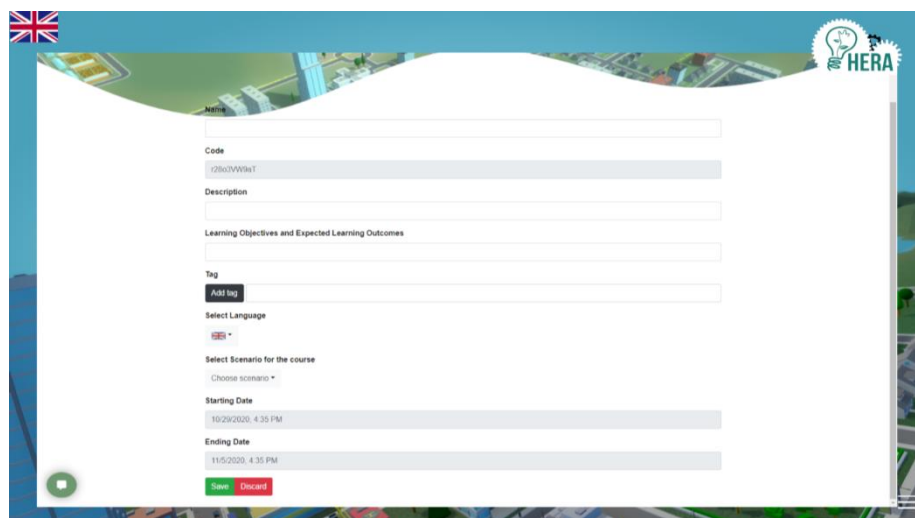 HERA
Name
Code
r28o3VW9aT
Description
Learning Objectives and Expected Learning Outcomes
Tag
Add tag
Select Language
Select Scenario for the course
Choose scenario
Starting Date
10/29/2020, 4:35 PM
Ending Date
11/5/2020, 4:35 PM
Save Discard